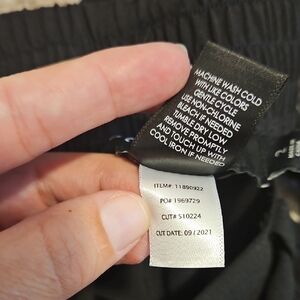 MACHINE WASH COLD
WITH LIKE COLORS
GENTLE CYCLE
USE NON-CHLORINE
BLEACH IF NEEDED
TUMBLE DRY LOW
REMOVE PROMPTLY
AND TOUCH UP WITH
COOL IRON IF NEEDED
ITEM#: 11890922
PO# 1969729
CUT# S10224
CUT DATE: 09/2021